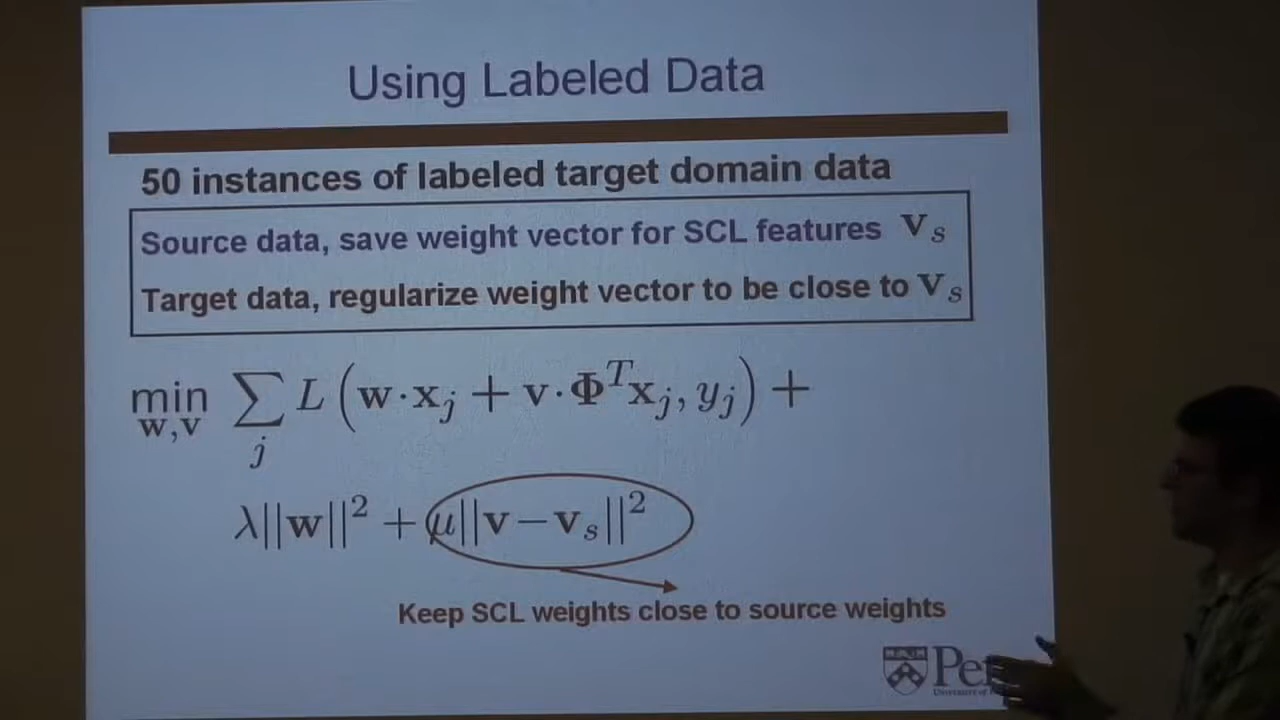 Using Labeled Data
50 instances of labeled target domain data
Source data, save weight vector for SCL features v_s
Target data, regularize weight vector to be close to v_s
min_{w,v} ∑_j L(w·x_j + v·Φ^T x_j, y_j) +
λ||w||² + μ||v−v_s||²
Keep SCL weights close to source weights